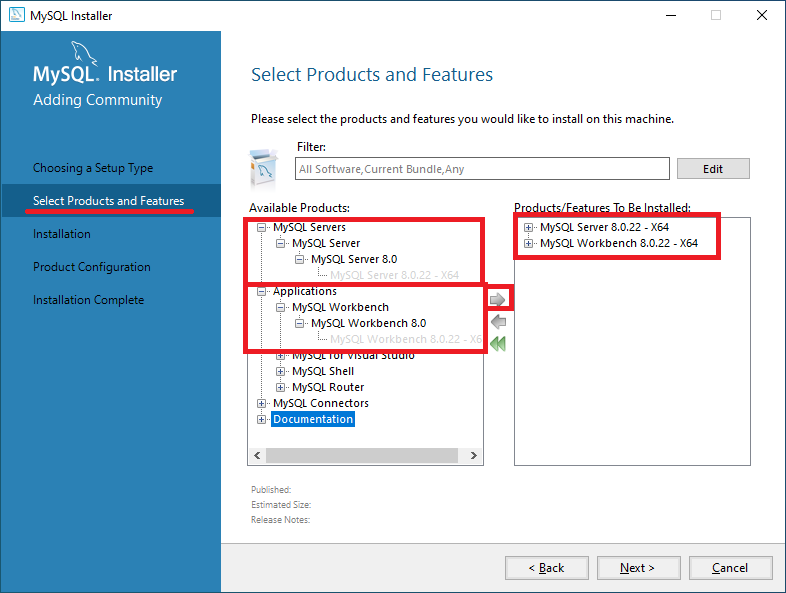 MySQL Installer
MySQL. Installer
Adding Community
Choosing a Setup Type
Select Products and Features
Installation
Product Configuration
Installation Complete
Select Products and Features
Please select the products and features you would like to install on this machine.
Filter:
All Software,Current Bundle,Any
Edit
Available Products:
MySQL Servers
MySQL Server
MySQL Server 8.0
MySQL Server 8.0.22 - X64
Applications
MySQL Workbench
MySQL Workbench 8.0
MySQL Workbench 8.0.22 - X6
MySQL for Visual Studio
MySQL Shell
MySQL Router
MySQL Connectors
Documentation
Products/Features To Be Installed:
MySQL Server 8.0.22 - X64
MySQL Workbench 8.0.22 - X64
Published:
Estimated Size:
Release Notes:
< Back
Next >
Cancel